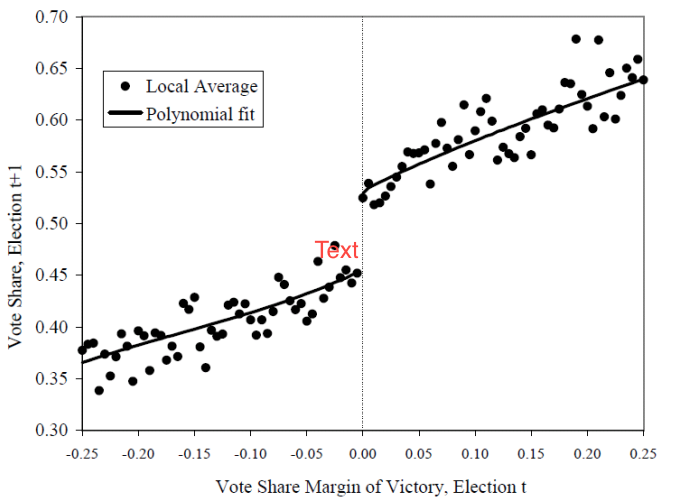 0.70
0.65
0.60
0.55
0.50
0.45
0.40
0.35
0.30
Vote Share, Election t+1
Local Average
Polynomial fit
Text
-0.25 -0.20 -0.15 -0.10 -0.05 0.00 0.05 0.10 0.15 0.20 0.25
Vote Share Margin of Victory, Election t